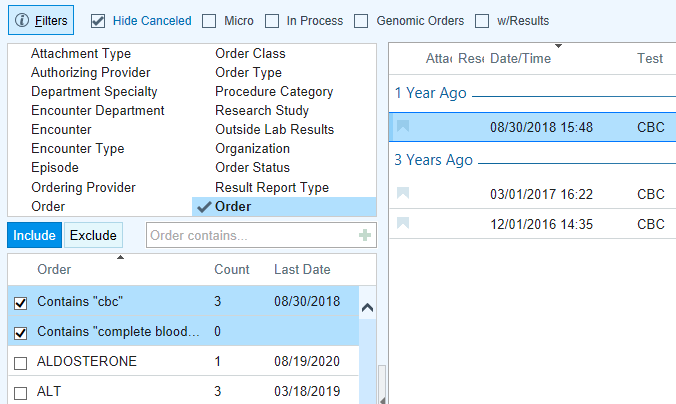 Filters Hide Canceled Micro In Process Genomic Orders w/Results
Attachment Type Order Class
Authorizing Provider Order Type
Department Specialty Procedure Category
Encounter Department Research Study
Encounter Outside Lab Results
Encounter Type Organization
Episode Order Status
Ordering Provider Result Report Type
Order Order
Include Exclude Order contains...
Order Count Last Date
Contains "cbc" 3 08/30/2018
Contains "complete blood... 0
ALDOSTERONE 1 08/19/2020
ALT 3 03/18/2019
Attac Rese Date/Time Test
1 Year Ago
08/30/2018 15:48 CBC
3 Years Ago
03/01/2017 16:22 CBC
12/01/2016 14:35 CBC